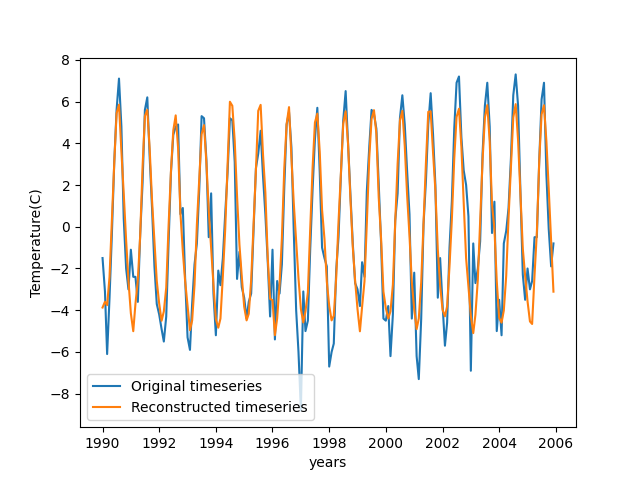 8
6
4
2
0
−2
−4
−6
−8
Temperature(C)
Original timeseries
Reconstructed timeseries
1990 1992 1994 1996 1998 2000 2002 2004 2006
years